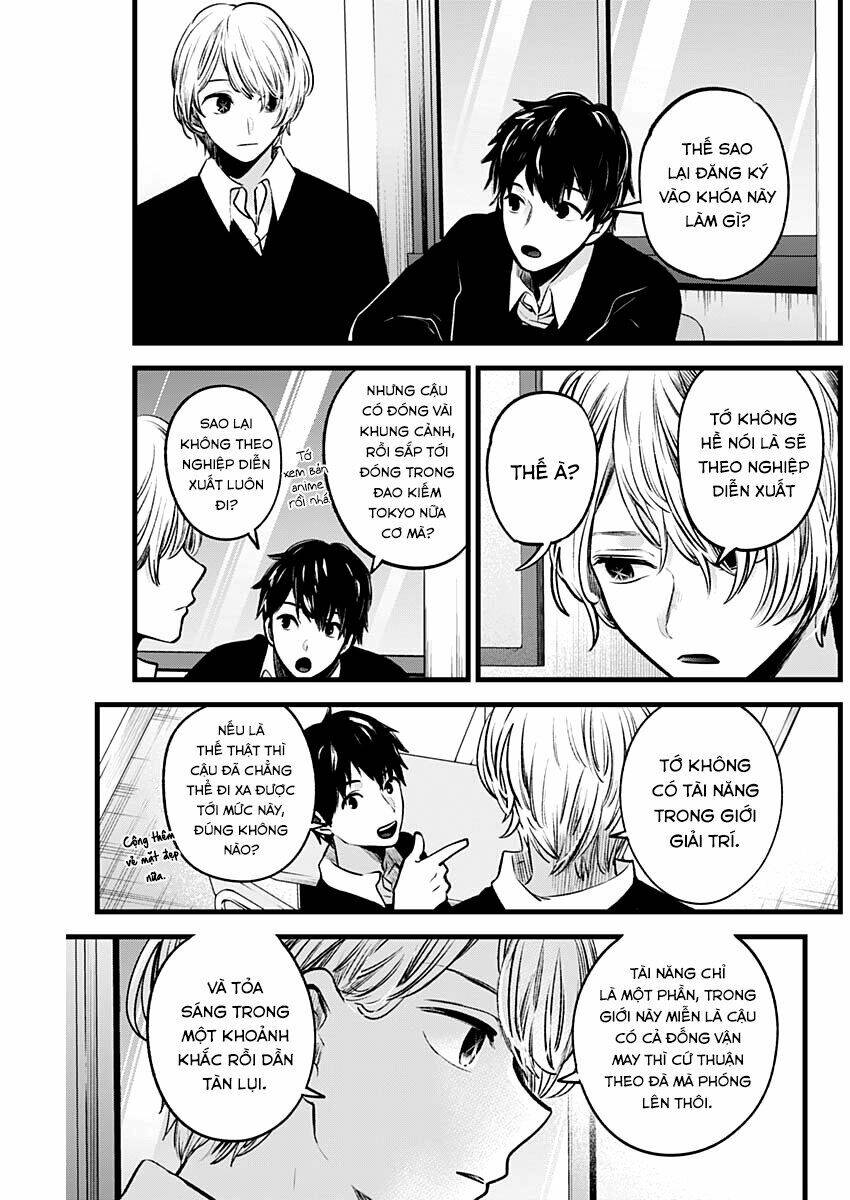 THẾ SAO
LẠI ĐĂNG KÝ
VÀO KHÓA NÀY
LÀM GÌ?
TỚ KHÔNG
HỀ NÓI LÀ SẼ
THEO NGHIỆP
DIỄN XUẤT
THẾ À?
NHƯNG CẬU
CÓ ĐÓNG VÀI
KHUNG CẢNH,
RỒI SẮP TỚI
ĐÓNG TRONG
ĐAO KIẾM
TOKYO NỮA
CƠ MÀ?
Tớ
xem bản
anime
rồi nhá
SAO LẠI
KHÔNG THEO
NGHIỆP DIỄN
XUẤT LUÔN
ĐI?
TỚ KHÔNG
CÓ TÀI NĂNG
TRONG GIỚI
GIẢI TRÍ.
NẾU LÀ
THẾ THẬT THÌ
CẬU ĐÃ CHẲNG
THỂ ĐI XA ĐƯỢC
TỚI MỨC NÀY,
ĐÚNG KHÔNG
NÀO?
Cộng thêm
vẻ mặt đẹp
nữa.
TÀI NĂNG CHỈ
LÀ MỘT PHẦN, TRONG
GIỚI NÀY MIỄN LÀ CẬU
CÓ CẢ ĐỐNG VẬN
MAY THÌ CỨ THUẬN
THEO ĐÀ MÀ PHÓNG
LÊN THÔI.
VÀ TỎA
SÁNG TRONG
MỘT KHOẢNH
KHẮC RỒI DẦN
TÀN LỤI.